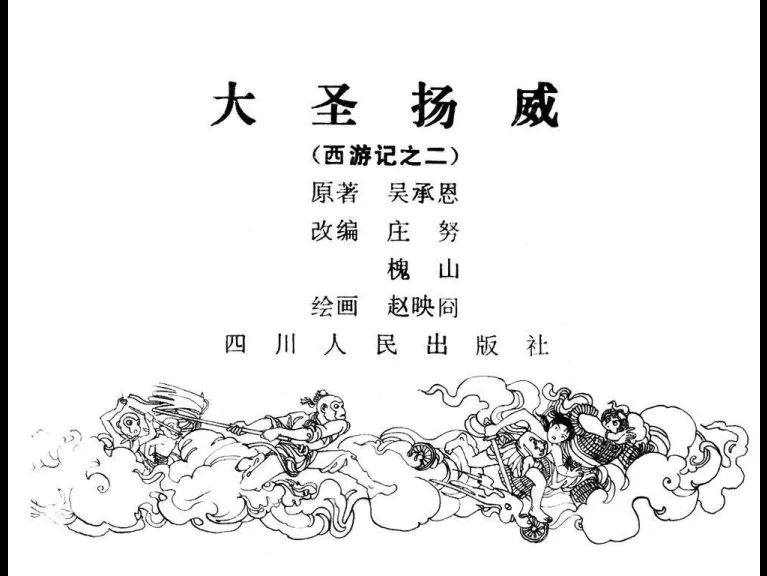 大圣扬威
（西游记之二）
原著 吴承恩
改编 庄努
槐山
绘画 赵映冏
四川人民出版社